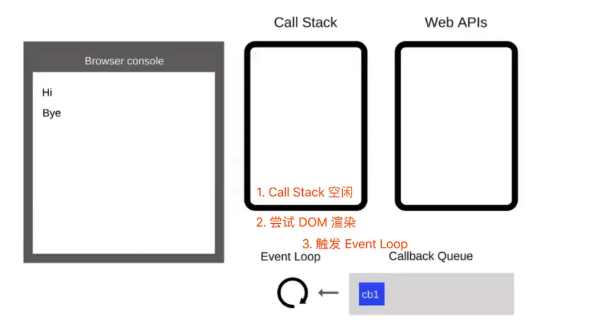 Call Stack
Web APIs
Browser console
Hi
Bye
1. Call Stack 空闲
2. 尝试 DOM 渲染
3. 触发 Event Loop
Event Loop
Callback Queue
cb1